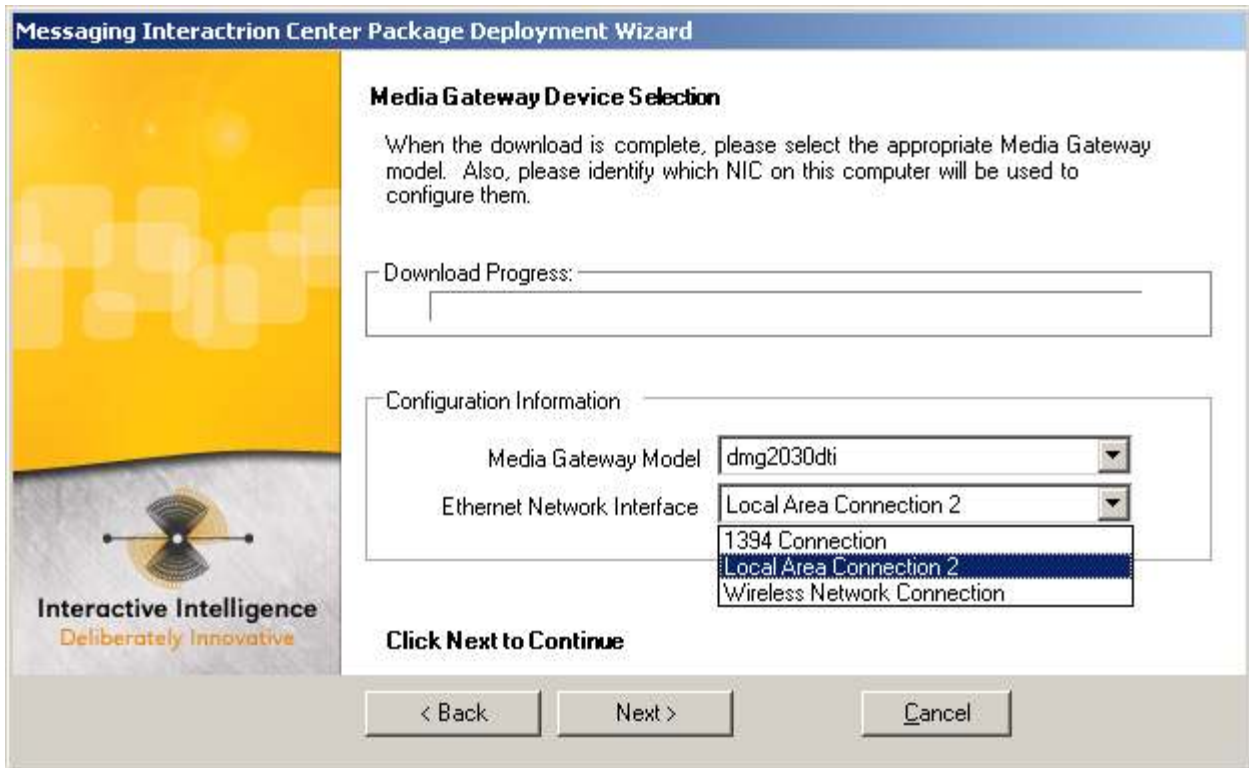 Messaging Interactrion Center Package Deployment Wizard
Media Gateway Device Selection
When the download is complete, please select the appropriate Media Gateway
model. Also, please identify which NIC on this computer will be used to
configure them.
Download Progress:
Configuration Information
Media Gateway Model dmg2030dti
Ethernet Network Interface Local Area Connection 2
1394 Connection
Local Area Connection 2
Wireless Network Connection
Interactive Intelligence
Deliberately Innovative
Click Next to Continue
< Back Next > Cancel